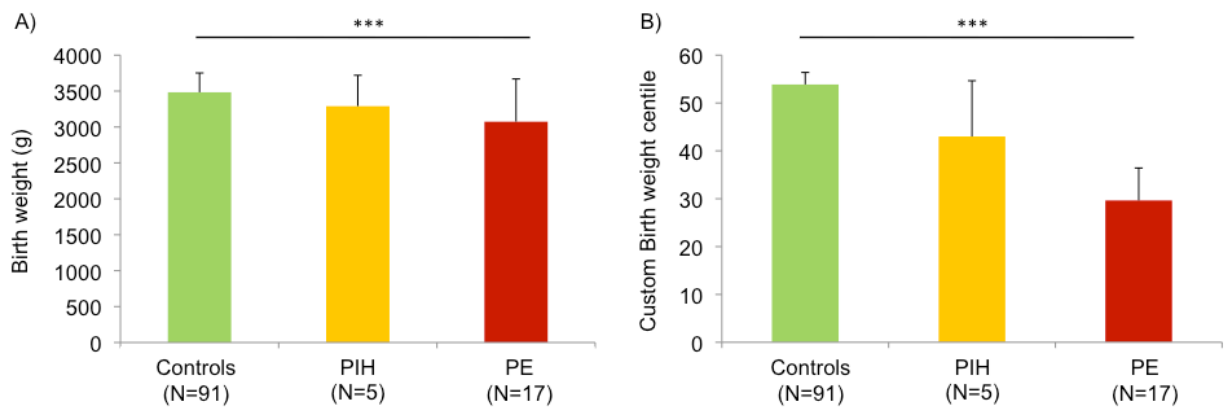 A)
***
Birth weight (g)
4000
3500
3000
2500
2000
1500
1000
500
0
Controls
(N=91)
PIH
(N=5)
PE
(N=17)
B)
***
Custom Birth weight centile
60
50
40
30
20
10
0
Controls
(N=91)
PIH
(N=5)
PE
(N=17)